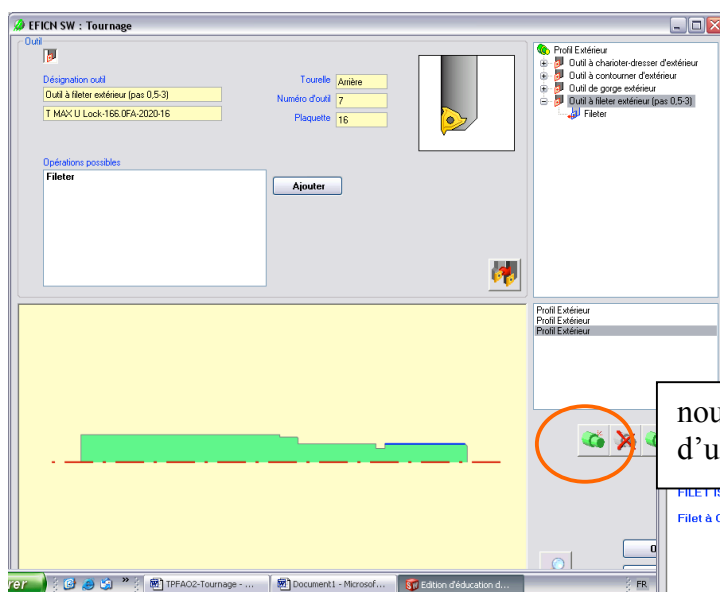 EFICN SW : Tournage
Outil
Désignation outil
Outil à fileter extérieur (pas 0,5-3)
T MAX U Lock-166.0FA-2020-16
Tourelle Arrière
Numéro d'outil 7
Plaquette 16
Opérations possibles
Fileter
Ajouter
Profil Extérieur
Outil à charioter-dresser d'extérieur
Outil à contourner d'extérieur
Outil de gorge extérieur
Outil à fileter extérieur (pas 0,5-3)
Fileter
Profil Extérieur
Profil Extérieur
Profil Extérieur
nou
d'u
Filet à
TPFAO2-Tournage - ...
Document1 - Microsof...
Edition d'éducation d...
FR